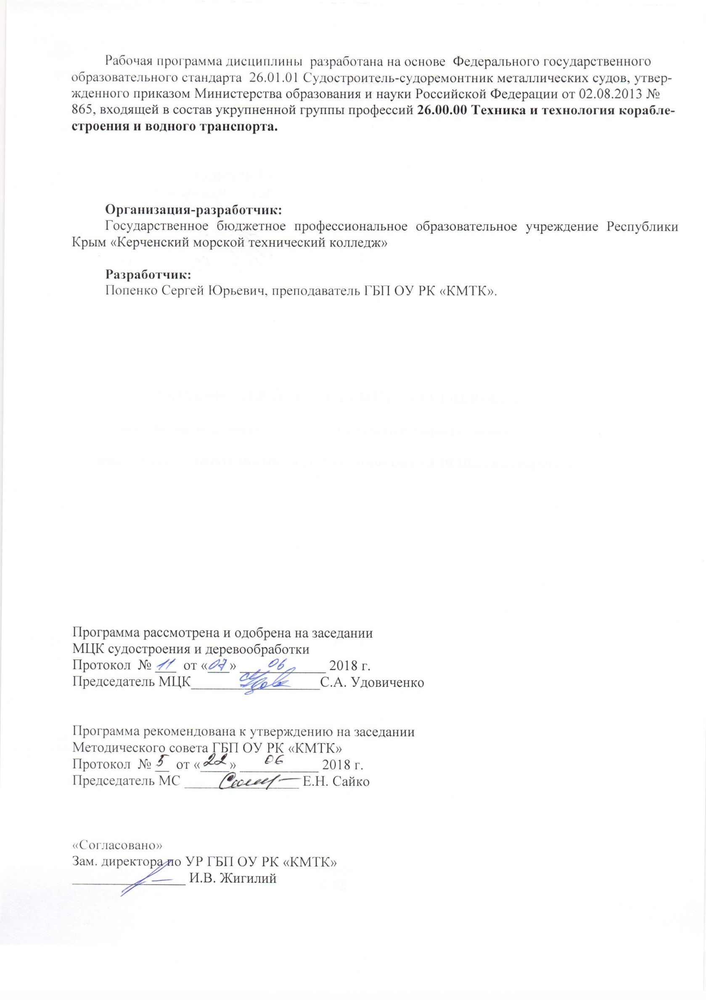 Рабочая программа дисциплины разработана на основе Федерального государственного
образовательного стандарта 26.01.01 Судостроитель-судоремонтник металлических судов, утвер-
жденного приказом Министерства образования и науки Российской Федерации от 02.08.2013 №
865, входящей в состав укрупненной группы профессий 26.00.00 Техника и технология корабле-
строения и водного транспорта.
Организация-разработчик:
Государственное бюджетное профессиональное образовательное учреждение Республики
Крым «Керченский морской технический колледж»
Разработчик:
Попенко Сергей Юрьевич, преподаватель ГБП ОУ РК «КМТК».
Программа рассмотрена и одобрена на заседании
МЦК судостроения и деревообработки
Протокол № 11 от «07» 06 2018 г.
Председатель МЦК С.А. Удовиченко
Программа рекомендована к утверждению на заседании
Методического совета ГБП ОУ РК «КМТК»
Протокол № 5 от «22» 06 2018 г.
Председатель МС Е.Н. Сайко
«Согласовано»
Зам. директора по УР ГБП ОУ РК «КМТК»
И.В. Жигилий